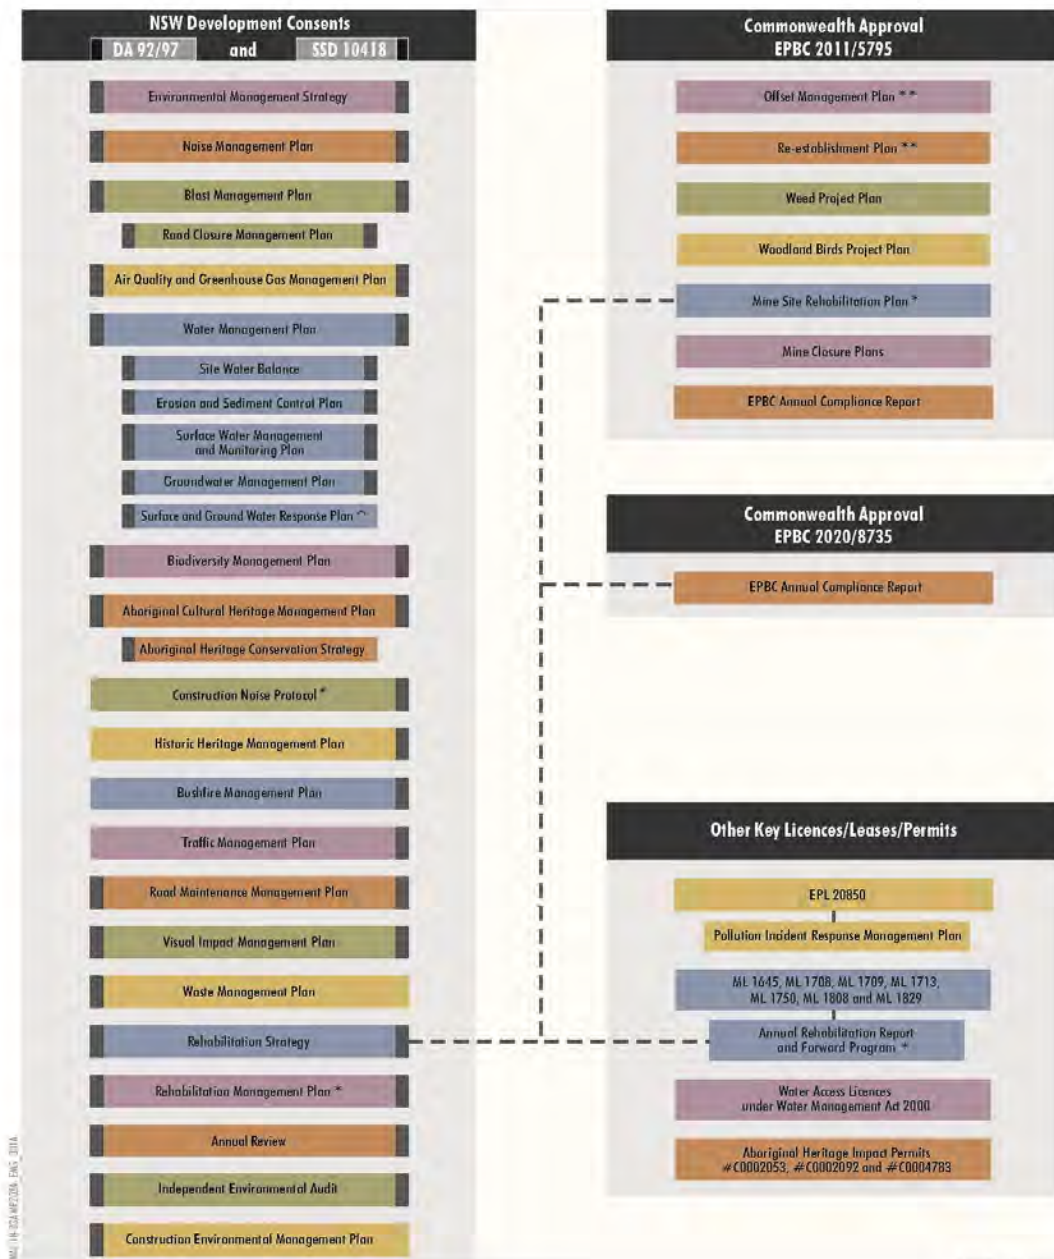 NSW Development Consents
DA 92/97 and SSD 10418
Environmental Management Strategy
Noise Management Plan
Blast Management Plan
Road Closure Management Plan
Air Quality and Greenhouse Gas Management Plan
Water Management Plan
Site Water Balance
Erosion and Sediment Control Plan
Surface Water Management
and Monitoring Plan
Groundwater Management Plan
Surface and Ground Water Response Plan ^
Biodiversity Management Plan
Aboriginal Cultural Heritage Management Plan
Aboriginal Heritage Conservation Strategy
Construction Noise Protocol #
Historic Heritage Management Plan
Bushfire Management Plan
Traffic Management Plan
Road Maintenance Management Plan
Visual Impact Management Plan
Waste Management Plan
Rehabilitation Strategy
Rehabilitation Management Plan *
Annual Review
Independent Environmental Audit
Construction Environmental Management Plan
Commonwealth Approval
EPBC 2011/5795
Offset Management Plan **
Re-establishment Plan **
Weed Project Plan
Woodland Birds Project Plan
Mine Site Rehabilitation Plan *
Mine Closure Plans
EPBC Annual Compliance Report
Commonwealth Approval
EPBC 2020/8735
EPBC Annual Compliance Report
Other Key Licences/Leases/Permits
EPL 20850
Pollution Incident Response Management Plan
ML 1645, ML 1708, ML 1709, ML 1713,
ML 1750, ML 1808 and ML 1829
Annual Rehabilitation Report
and Forward Program +
Water Access Licences
under Water Management Act 2000
Aboriginal Heritage Impact Permits
#C0002053, #C0002092 and #C0004783